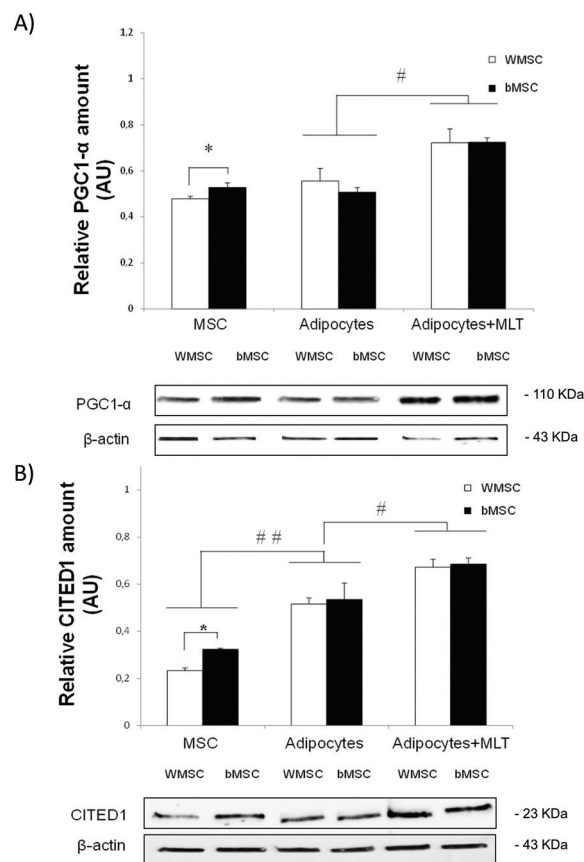 A)
1,2
1
0,8
0,6
0,4
0,2
0
Relative PGC1-α amount
(AU)
WMSC
bMSC
*
#
MSC Adipocytes Adipocytes+MLT
WMSC bMSC WMSC bMSC WMSC bMSC
PGC1-α - 110 KDa
β-actin - 43 KDa
B)
1
0,8
0,6
0,4
0,2
0
Relative CITED1 amount
(AU)
WMSC
bMSC
*
# #
#
MSC Adipocytes Adipocytes+MLT
WMSC bMSC WMSC bMSC WMSC bMSC
CITED1 - 23 KDa
β-actin - 43 KDa